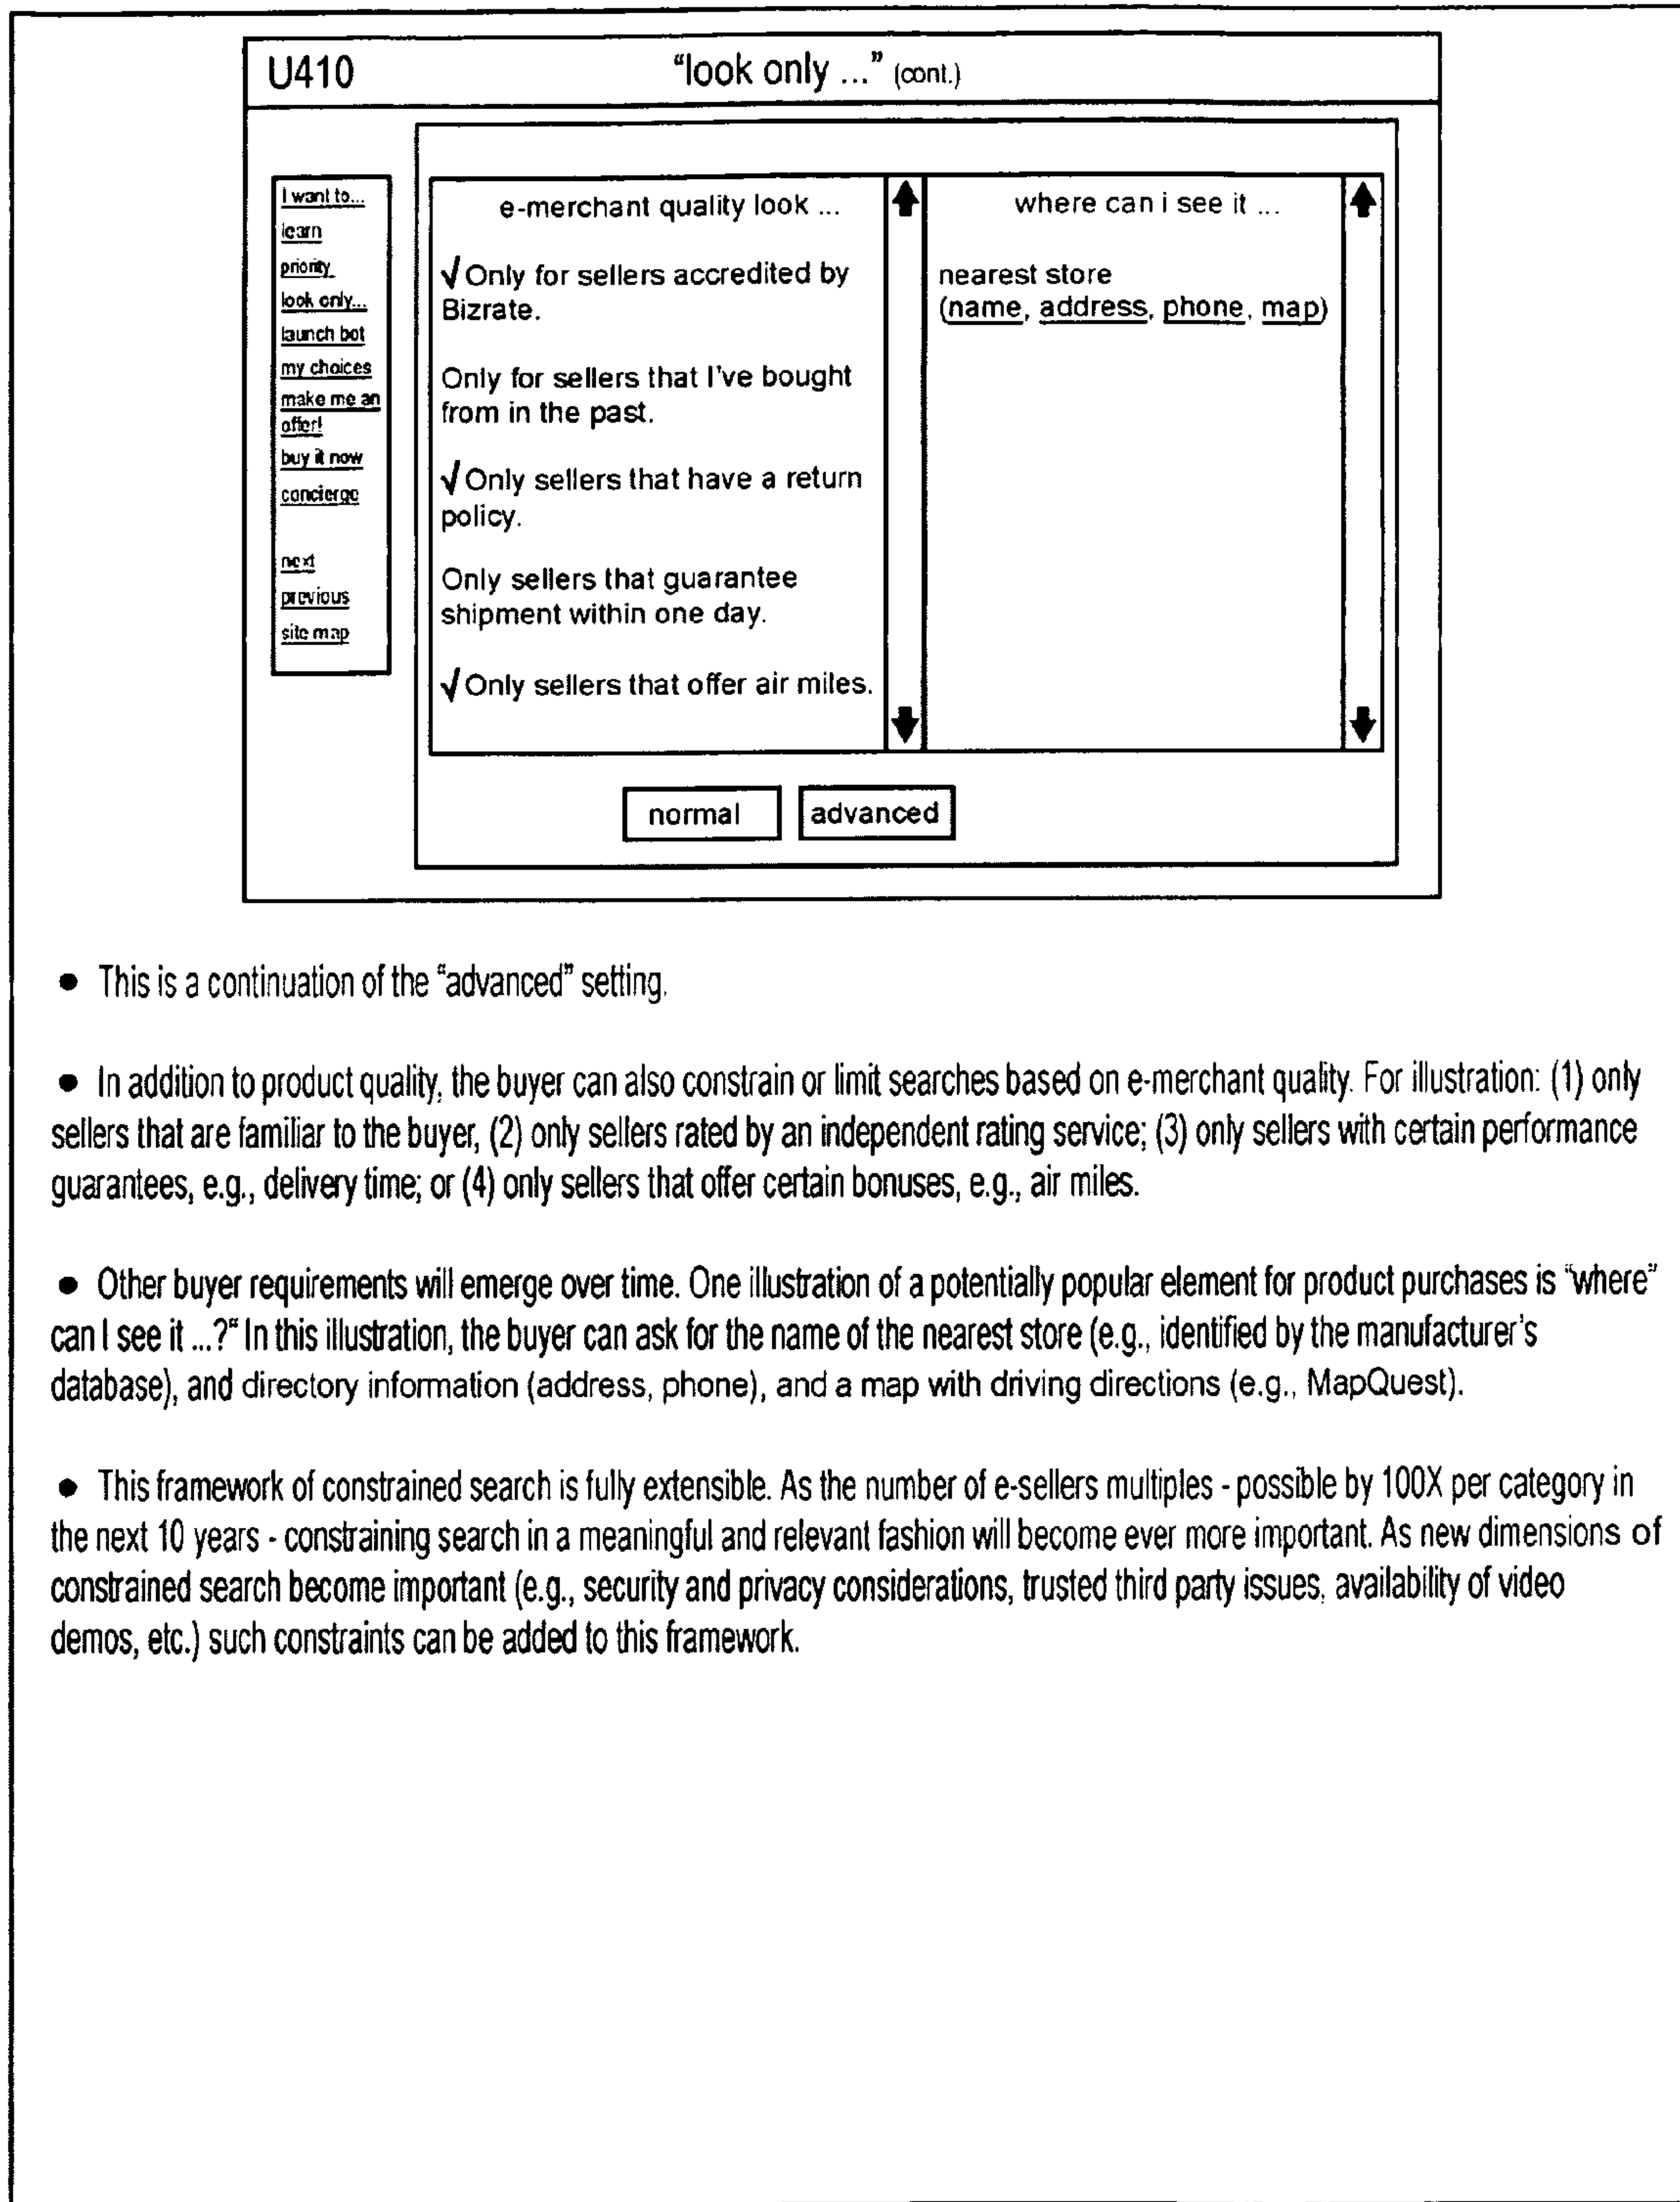 U410 "look only ..." (cont.)
I want to...
learn
priority
look only...
launch bot
my choices
make me an
offer!
buy it now
concierge
next
previous
site map
e-merchant quality look ...
√Only for sellers accredited by
Bizrate.
Only for sellers that I've bought
from in the past.
√Only sellers that have a return
policy.
Only sellers that guarantee
shipment within one day.
√Only sellers that offer air miles.
where can i see it ...
nearest store
(name, address, phone, map)
normal
advanced
• This is a continuation of the "advanced" setting.
• In addition to product quality, the buyer can also constrain or limit searches based on e-merchant quality. For illustration: (1) only
sellers that are familiar to the buyer, (2) only sellers rated by an independent rating service; (3) only sellers with certain performance
guarantees, e.g., delivery time; or (4) only sellers that offer certain bonuses, e.g., air miles.
• Other buyer requirements will emerge over time. One illustration of a potentially popular element for product purchases is "where"
can I see it ...?" In this illustration, the buyer can ask for the name of the nearest store (e.g., identified by the manufacturer's
database), and directory information (address, phone), and a map with driving directions (e.g., MapQuest).
• This framework of constrained search is fully extensible. As the number of e-sellers multiples - possible by 100X per category in
the next 10 years - constraining search in a meaningful and relevant fashion will become ever more important. As new dimensions of
constrained search become important (e.g., security and privacy considerations, trusted third party issues, availability of video
demos, etc.) such constraints can be added to this framework.